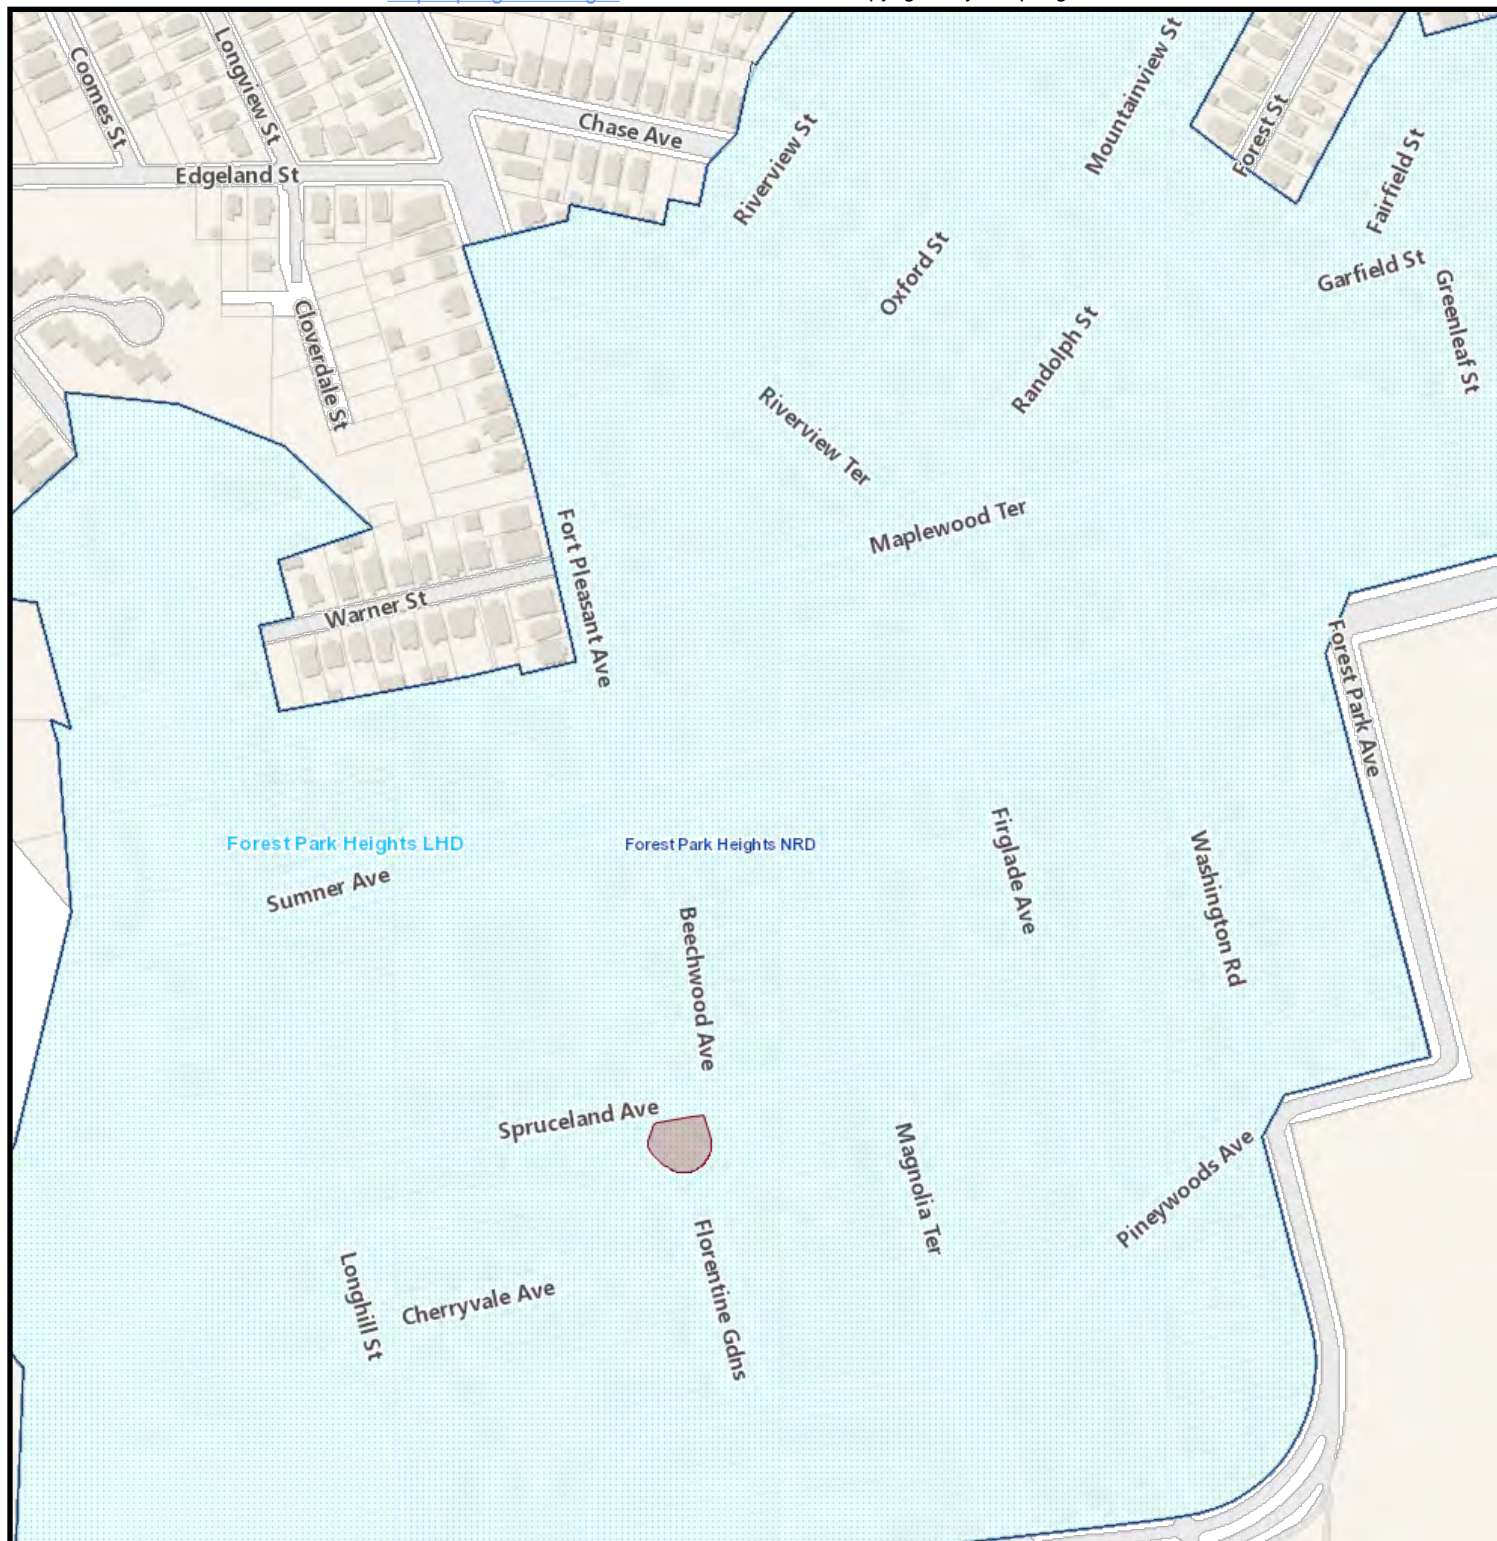 Coomes St
Longview St
Chase Ave
Edgeland St
Riverview St
Mountainview St
Forest St
Fairfield St
Oxford St
Garfield St
Greenleaf St
Cloverdale St
Randolph St
Riverview Ter
Maplewood Ter
Fort Pleasant Ave
Warner St
Forest Park Ave
Forest Park Heights LHD
Forest Park Heights NRD
Sumner Ave
Firglade Ave
Washington Rd
Beechwood Ave
Spruceland Ave
Magnolia Ter
Pineywoods Ave
Florentine Gdns
Longhill St
Cherryvale Ave